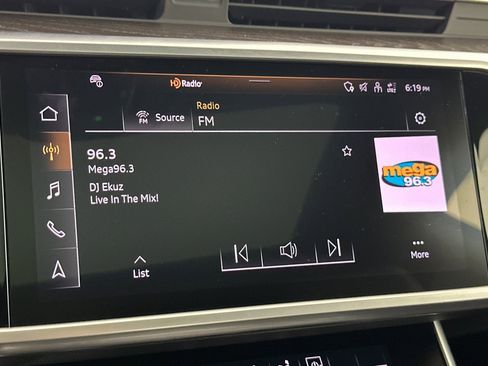 HD Radio
6:19 PM
Radio
FM
FM
Source
96.3
Mega96.3
DJ Ekuz
Live In The Mix!
mega
96.3
List
More